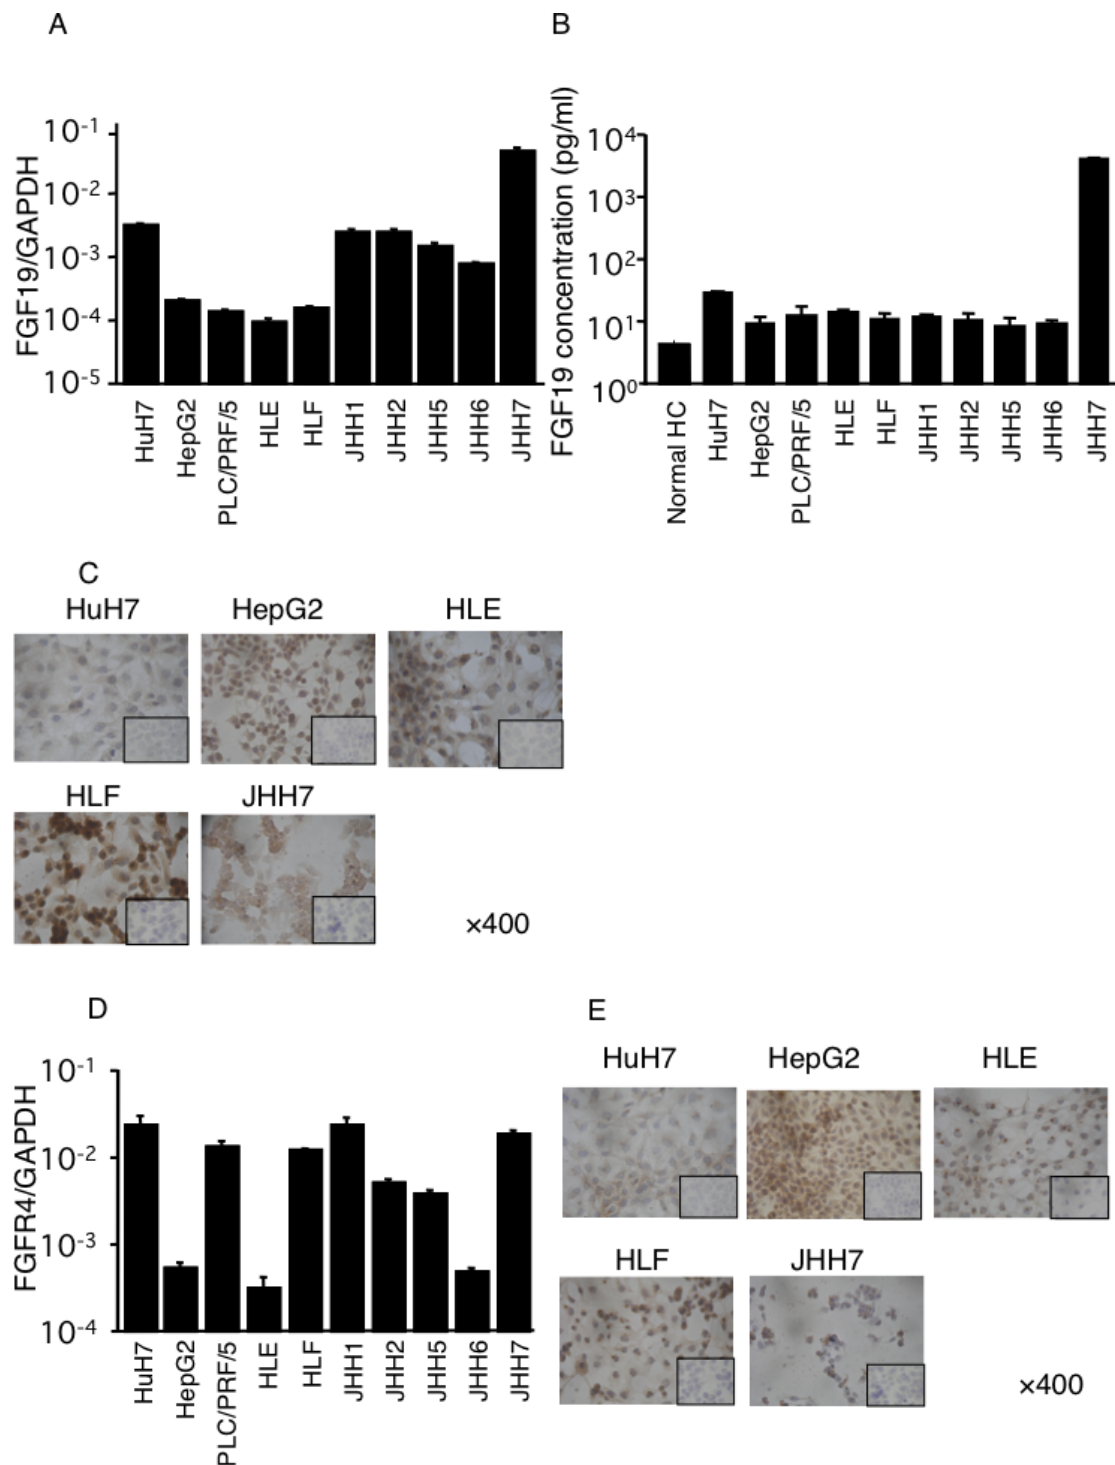 A
FGF19/GAPDH
10-1
10-2
10-3
10-4
10-5
HuH7
HepG2
PLC/PRF/5
HLE
HLF
JHH1
JHH2
JHH5
JHH6
JHH7
B
FGF19 concentration (pg/ml)
104
103
102
101
100
Normal HC
HuH7
HepG2
PLC/PRF/5
HLE
HLF
JHH1
JHH2
JHH5
JHH6
JHH7
C
HuH7 HepG2 HLE
HLF JHH7
×400
D
FGFR4/GAPDH
10-1
10-2
10-3
10-4
HuH7
HepG2
PLC/PRF/5
HLE
HLF
JHH1
JHH2
JHH5
JHH6
JHH7
E
HuH7 HepG2 HLE
HLF JHH7
×400